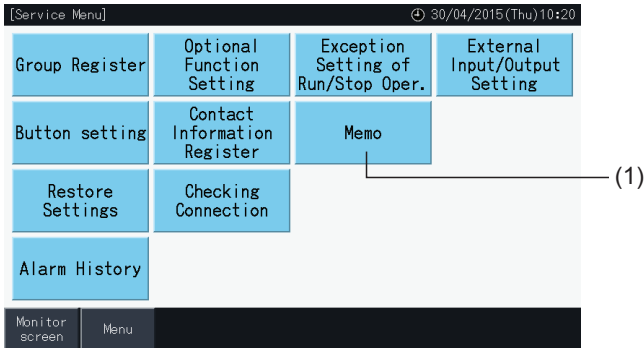 [Service Menu] 30/04/2015(Thu)10:20
Group Register
Optional
Function
Setting
Exception
Setting of
Run/Stop Oper.
External
Input/Output
Setting
Button setting
Contact
Information
Register
Memo
(1)
Restore
Settings
Checking
Connection
Alarm History
Monitor
screen
Menu